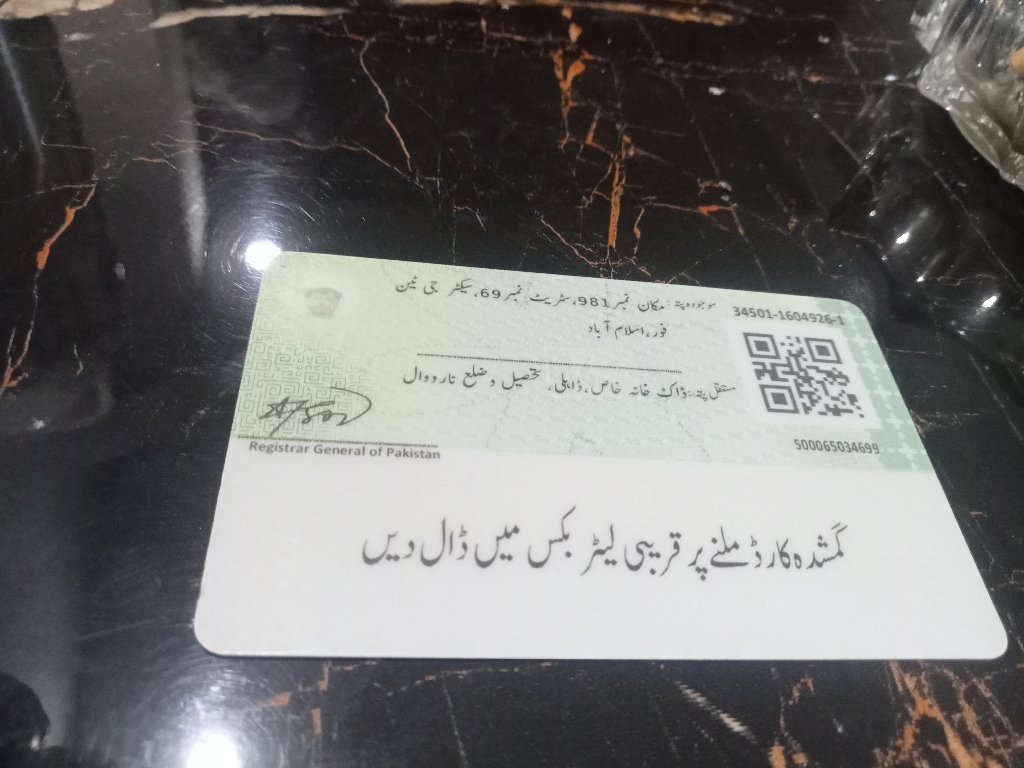 موجودہ پتہ: مکان نمبر 981، سٹریٹ نمبر 69، سیکٹر جی ٹین
فور، اسلام آباد
34501-1604926-1
مستقل پتہ: ڈاک خانہ خاص، ڈاہلی، تحصیل و ضلع نارووال
500065034699
Registrar General of Pakistan
گمشدہ کارڈ ملنے پر قریبی لیٹر بکس میں ڈال دیں